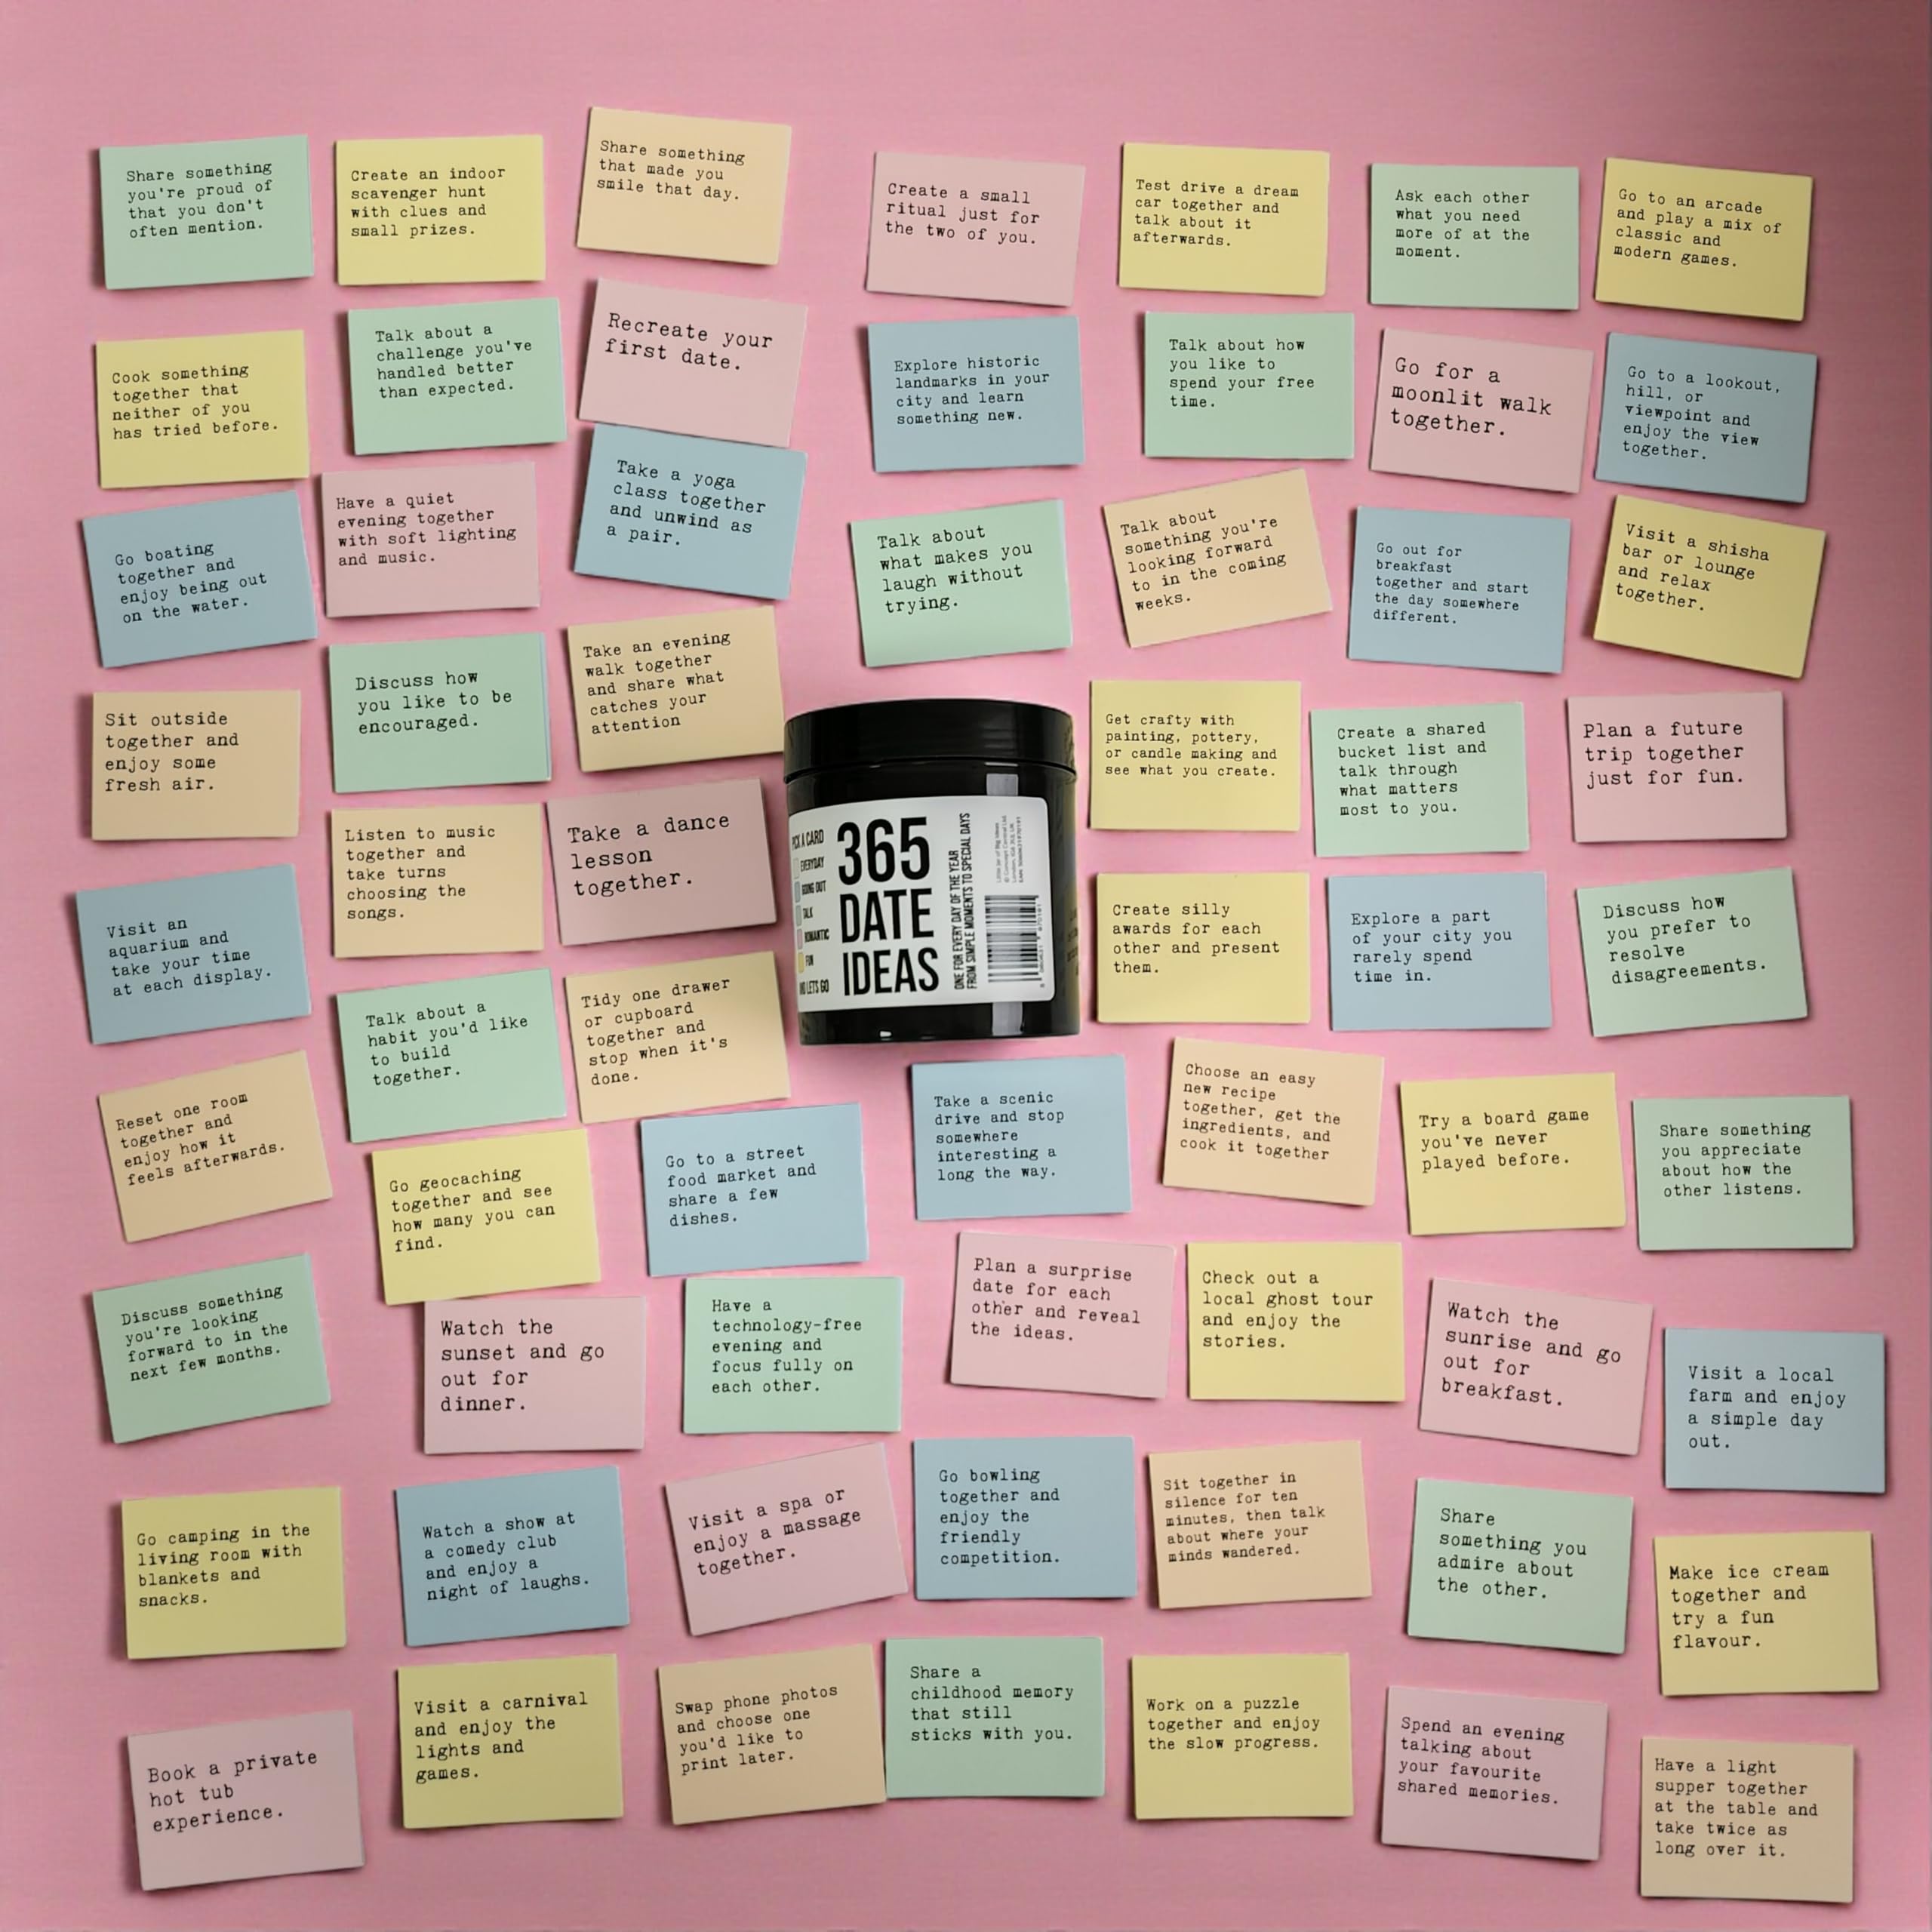 Share something
you're proud of
that you don't
often mention.
Create an indoor
scavenger hunt
with clues and
small prizes.
Share something
that made you
smile that day.
Create a small
ritual just for
the two of you.
Test drive a dream
car together and
talk about it
afterwards.
Ask each other
what you need
more of at the
moment.
Go to an arcade
and play a mix of
classic and
modern games.
Cook something
together that
neither of you
has tried before.
Talk about a
challenge you've
handled better
than expected.
Recreate your
first date.
Explore historic
landmarks in your
city and learn
something new.
Talk about how
you like to
spend your free
time.
Go for a
moonlit walk
together.
Go to a lookout,
hill, or
viewpoint and
enjoy the view
together.
Go boating
together and
enjoy being out
on the water.
Have a quiet
evening together
with soft lighting
and music.
Take a yoga
class together
and unwind as
a pair.
Talk about
what makes you
laugh without
trying.
Talk about
something you're
looking forward
to in the coming
weeks.
Go out for
breakfast
together and start
the day somewhere
different.
Visit a shisha
bar or lounge
and relax
together.
Sit outside
together and
enjoy some
fresh air.
Discuss how
you like to be
encouraged.
Take an evening
walk together
and share what
catches your
attention
Get crafty with
painting, pottery,
or candle making and
see what you create.
Create a shared
bucket list and
talk through
what matters
most to you.
Plan a future
trip together
just for fun.
Listen to music
together and
take turns
choosing the
songs.
Take a dance
lesson
together.
PICK A CARD
EVERYDAY
GOING OUT
TALK
ROMANTIC
FUN
AND LETS GO
365
DATE
IDEAS
ONE FOR EVERY DAY OF THE YEAR
FROM SIMPLE MOMENTS TO SPECIAL DAYS
Create silly
awards for each
other and present
them.
Explore a part
of your city you
rarely spend
time in.
Discuss how
you prefer to
resolve
disagreements.
Visit an
aquarium and
take your time
at each display.
Talk about a
habit you'd like
to build
together.
Tidy one drawer
or cupboard
together and
stop when it's
done.
Reset one room
together and
enjoy how it
feels afterwards.
Go geocaching
together and see
how many you can
find.
Go to a street
food market and
share a few
dishes.
Take a scenic
drive and stop
somewhere
interesting a
long the way.
Choose an easy
new recipe
together, get the
ingredients, and
cook it together
Try a board game
you've never
played before.
Share something
you appreciate
about how the
other listens.
Discuss something
you're looking
forward to in the
next few months.
Watch the
sunset and go
out for
dinner.
Have a
technology-free
evening and
focus fully on
each other.
Plan a surprise
date for each
other and reveal
the ideas.
Check out a
local ghost tour
and enjoy the
stories.
Watch the
sunrise and go
out for
breakfast.
Visit a local
farm and enjoy
a simple day
out.
Go camping in the
living room with
blankets and
snacks.
Watch a show at
a comedy club
and enjoy a
night of laughs.
Visit a spa or
enjoy a massage
together.
Go bowling
together and
enjoy the
friendly
competition.
Sit together in
silence for ten
minutes, then talk
about where your
minds wandered.
Share
something you
admire about
the other.
Make ice cream
together and
try a fun
flavour.
Book a private
hot tub
experience.
Visit a carnival
and enjoy the
lights and
games.
Swap phone photos
and choose one
you'd like to
print later.
Share a
childhood memory
that still
sticks with you.
Work on a puzzle
together and enjoy
the slow progress.
Spend an evening
talking about
your favourite
shared memories.
Have a light
supper together
at the table and
take twice as
long over it.